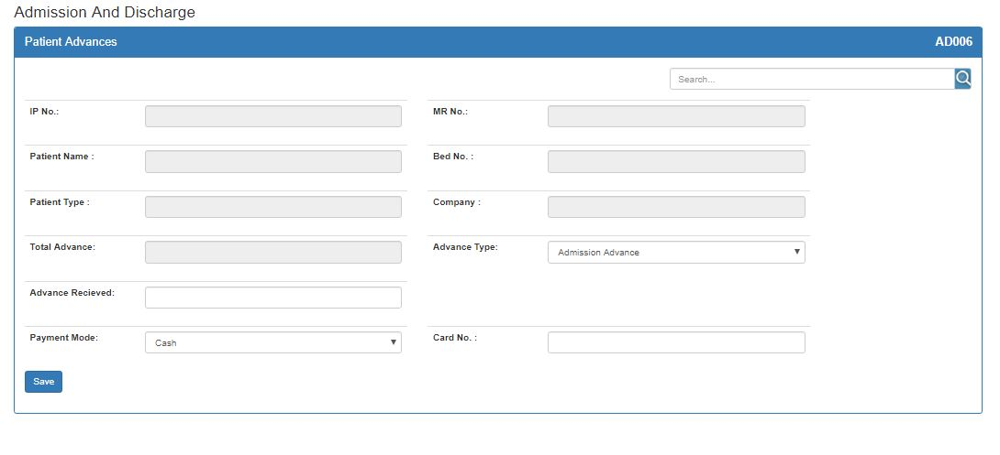 Admission And Discharge
Patient Advances AD006
Search...
IP No.: MR No.:
Patient Name : Bed No. :
Patient Type : Company :
Total Advance: Advance Type: Admission Advance
Advance Recieved:
Payment Mode: Cash Card No. :
Save